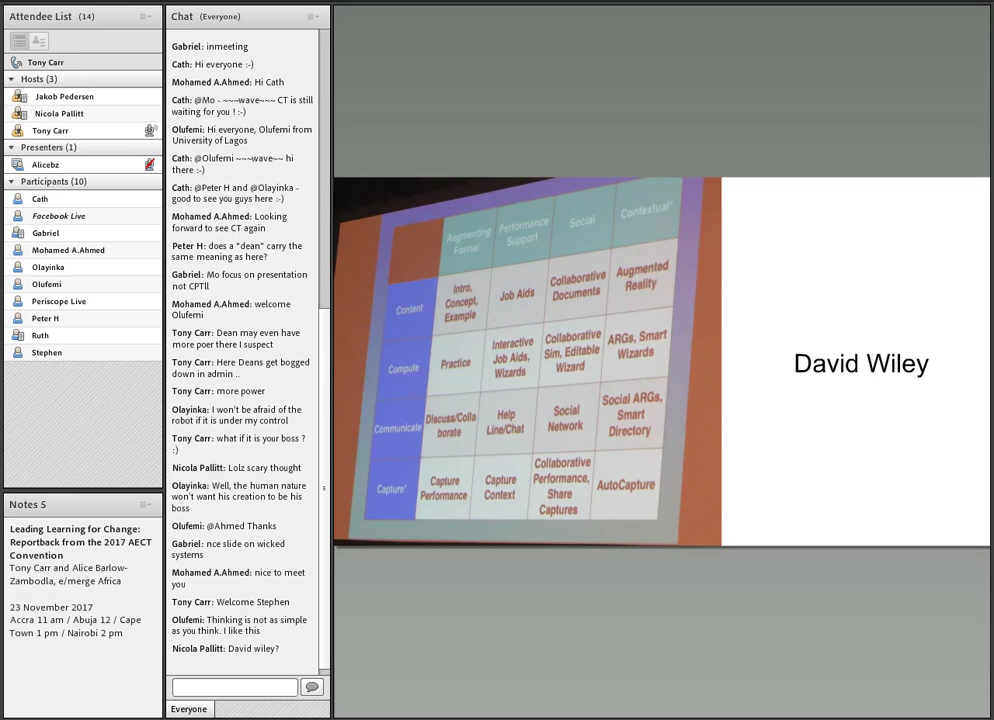 Attendee List (14)
Tony Carr
Hosts (3)
Jakob Pedersen
Nicola Pallitt
Tony Carr
Presenters (1)
Alicebz
Participants (10)
Cath
Facebook Live
Gabriel
Mohamed A.Ahmed
Olayinka
Olufemi
Periscope Live
Peter H
Ruth
Stephen
Notes 5
Leading Learning for Change:
Reportback from the 2017 AECT
Convention
Tony Carr and Alice Barlow-
Zambodla, e/merge Africa
23 November 2017
Accra 11 am / Abuja 12 / Cape
Town 1 pm / Nairobi 2 pm
Chat (Everyone)
Gabriel: inmeeting
Cath: Hi everyone :-)
Mohamed A.Ahmed: Hi Cath
Cath: @Mo - ~~~wave~~~ CT is still
waiting for you ! :-)
Olufemi: Hi everyone, Olufemi from
University of Lagos
Cath: @Olufemi ~~~wave~~ hi
there :-)
Cath: @Peter H and @Olayinka -
good to see you guys here :-)
Mohamed A.Ahmed: Looking
forward to see CT again
Peter H: does a "dean" carry the
same meaning as here?
Gabriel: Mo focus on presentation
not CPTll
Mohamed A.Ahmed: welcome
Olufemi
Tony Carr: Dean may even have
more poer there I suspect
Tony Carr: Here Deans get bogged
down in admin ..
Tony Carr: more power
Olayinka: I won't be afraid of the
robot if it is under my control
Tony Carr: what if it is your boss ?
:)
Nicola Pallitt: Lolz scary thought
Olayinka: Well, the human nature
won't want his creation to be his
boss
Olufemi: @Ahmed Thanks
Gabriel: nce slide on wicked
systems
Mohamed A.Ahmed: nice to meet
you
Tony Carr: Welcome Stephen
Olufemi: Thinking is not as simple
as you think. I like this
Nicola Pallitt: David wiley?
Everyone
Augmenting
Formal
Performance
Support
Social
Contextual*
Content
Intro,
Concept,
Example
Job Aids
Collaborative
Documents
Augmented
Reality
Compute
Practice
Interactive
Job Aids,
Wizards
Collaborative
Sim, Editable
Wizard
ARGs, Smart
Wizards
Communicate
Discuss/Colla
borate
Help
Line/Chat
Social
Network
Social ARGs,
Smart
Directory
Capture*
Capture
Performance
Capture
Context
Collaborative
Performance,
Share
Captures
AutoCapture
David Wiley